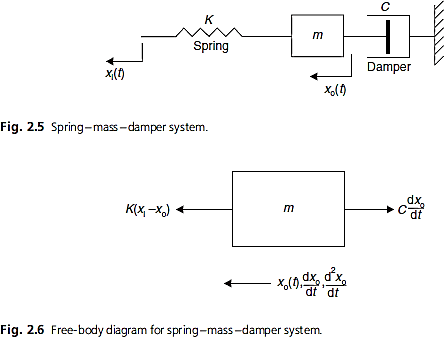 K
C
m
Spring
Damper
xᵢ(t)
xₒ(t)
Fig. 2.5 Spring–mass–damper system.
K(xᵢ –xₒ)
m
C dxₒ/dt
xₒ(t), dxₒ/dt, d²xₒ/dt
Fig. 2.6 Free-body diagram for spring–mass–damper system.